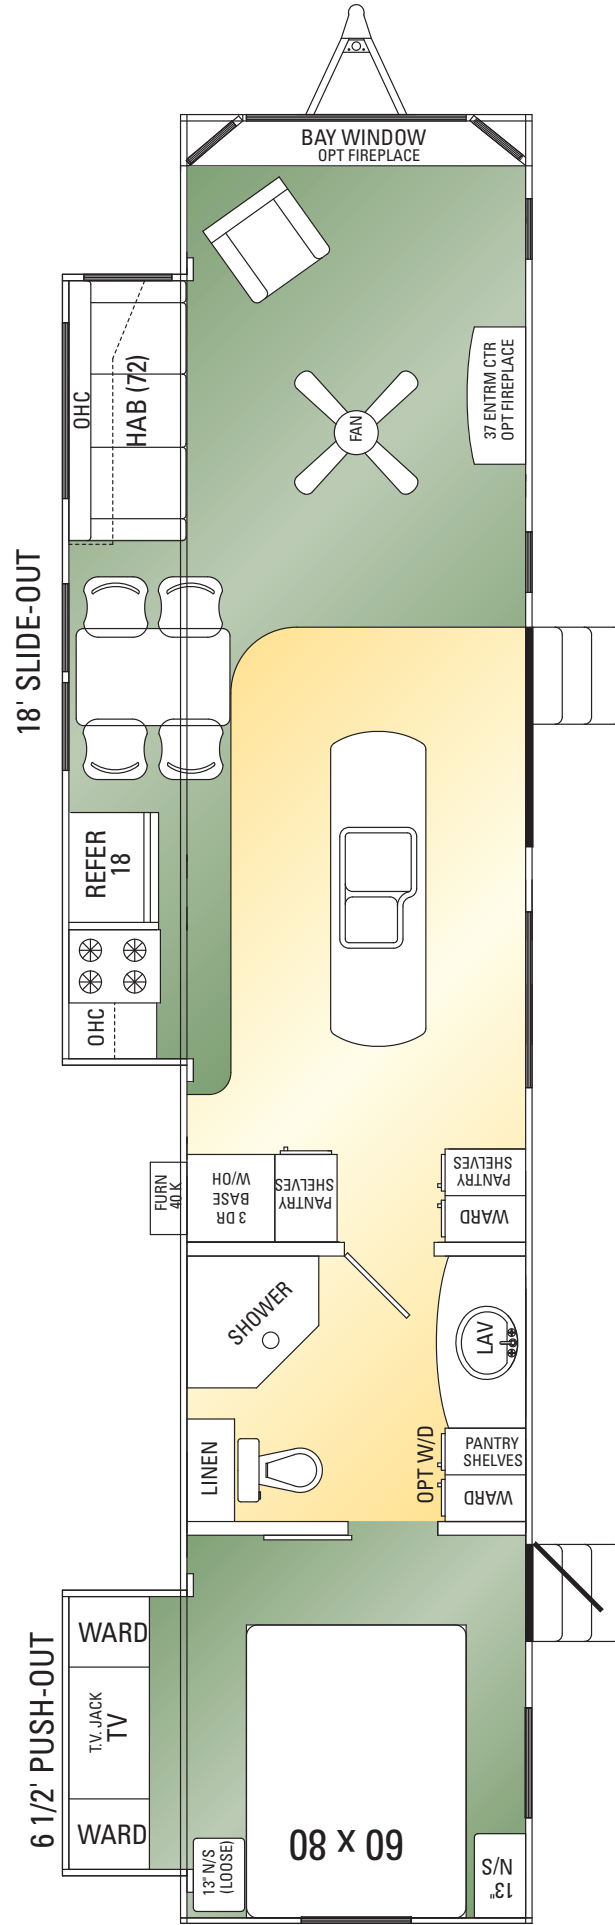 BAY WINDOW
OPT FIREPLACE
OHC
HAB (72)
37 ENTRM CTR
OPT FIREPLACE
FAN
18' SLIDE-OUT
REFER
18
OHC
FURN
40 K
3 DR
BASE
W/OH
PANTRY
SHELVES
PANTRY
SHELVES
WARD
SHOWER
LAV
LINEN
OPT W/D
PANTRY
SHELVES
WARD
6 1/2' PUSH-OUT
WARD
T.V. JACK
TV
WARD
60 X 80
13" N/S
(LOOSE)
13"
N/S